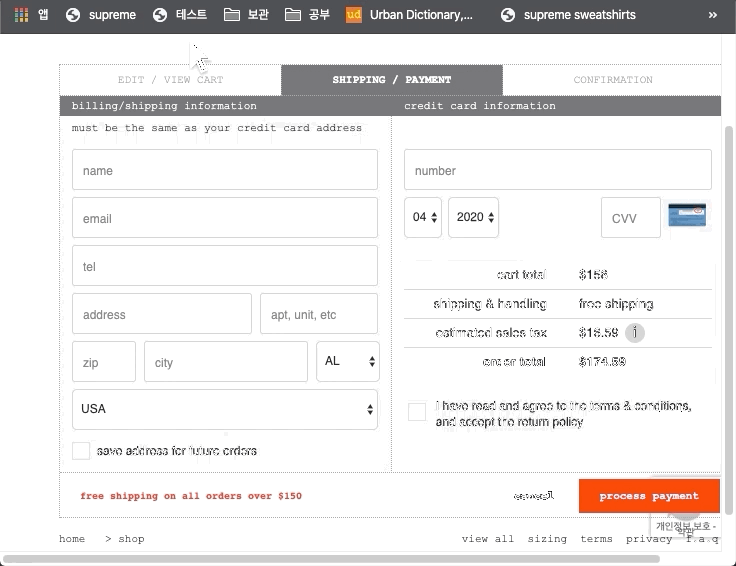 앱 supreme 테스트 보관 공부 Urban Dictionary,... supreme sweatshirts »
EDIT / VIEW CART SHIPPING / PAYMENT CONFIRMATION
billing/shipping information credit card information
must be the same as your credit card address
name number
email 04 2020 CVV
tel
cart total $156
address apt, unit, etc shipping & handling free shipping
estimated sales tax $18.59 i
zip city AL order total $174.59
USA I have read and agree to the terms & conditions,
and accept the return policy
save address for future orders
free shipping on all orders over $150 cancel process payment
개인정보 보호 -
약관
home > shop view all sizing terms privacy f.a.q